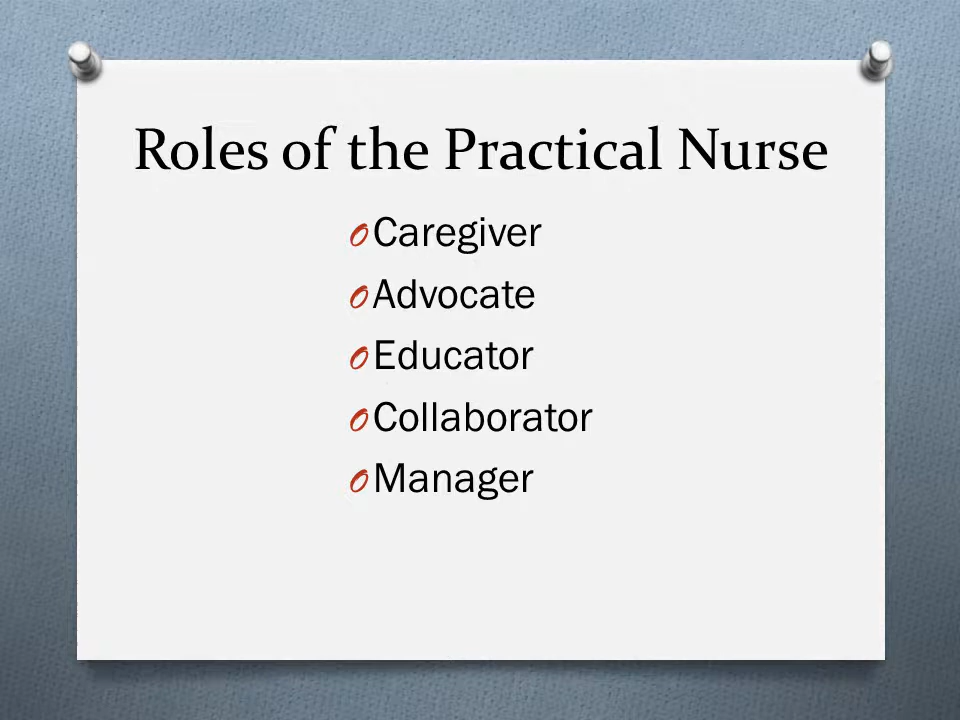 Roles of the Practical Nurse
Caregiver
Advocate
Educator
Collaborator
Manager